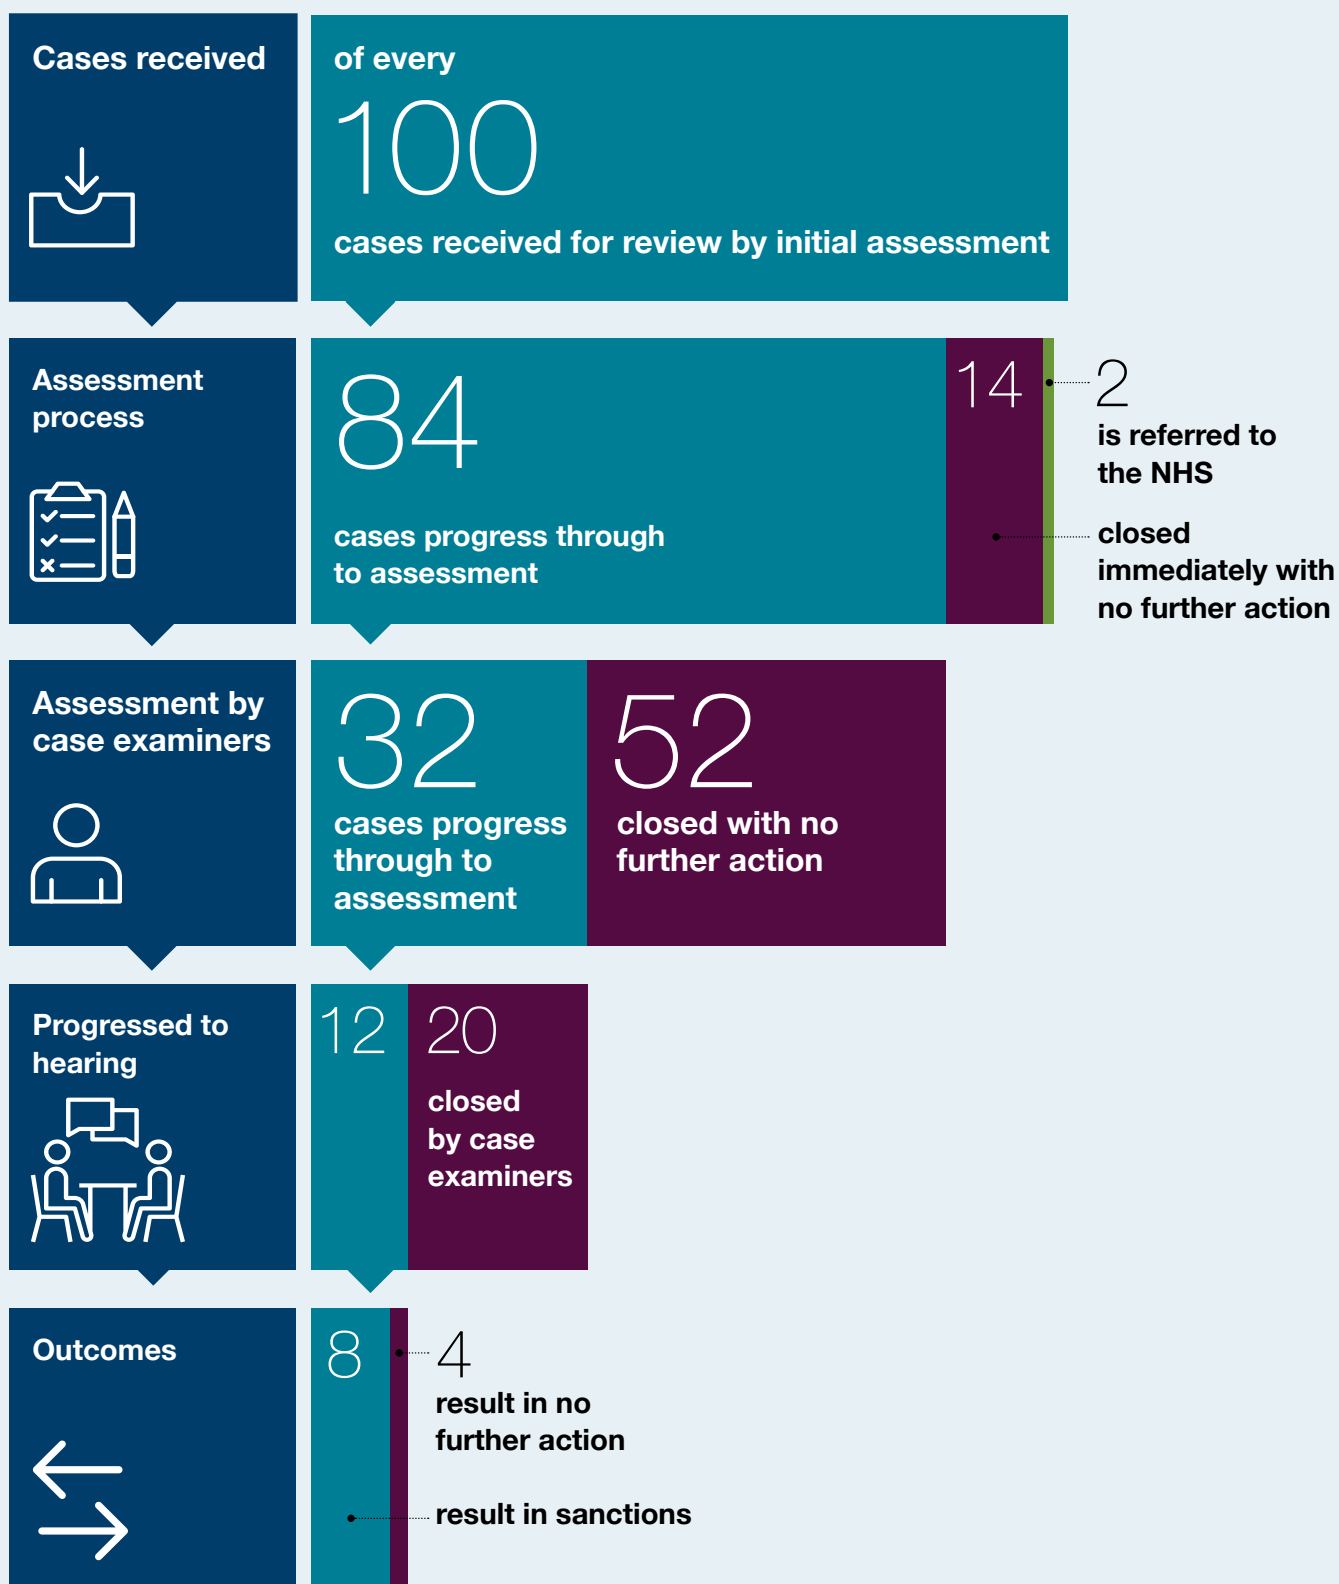 Cases received
of every
100
cases received for review by initial assessment
Assessment
process
84
cases progress through
to assessment
14
2
is referred to
the NHS
closed
immediately with
no further action
Assessment by
case examiners
32
cases progress
through to
assessment
52
closed with no
further action
Progressed to
hearing
12
20
closed
by case
examiners
Outcomes
8
4
result in no
further action
result in sanctions